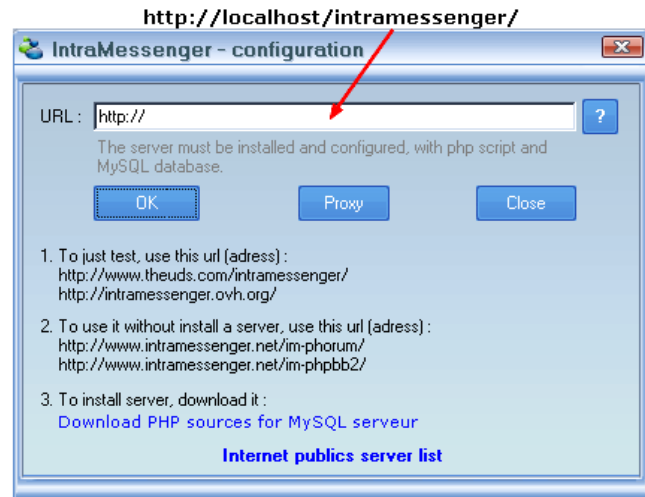 http://localhost/intramessenger/
IntraMessenger - configuration
URL : http:// ?
The server must be installed and configured, with php script and
MySQL database.
OK Proxy Close
1. To just test, use this url (adress) :
http://www.theuds.com/intramessenger/
http://intramessenger.ovh.org/
2. To use it without install a server, use this url (adress) :
http://www.intramessenger.net/im-phorum/
http://www.intramessenger.net/im-phpbb2/
3. To install server, download it :
Download PHP sources for MySQL serveur
Internet publics server list